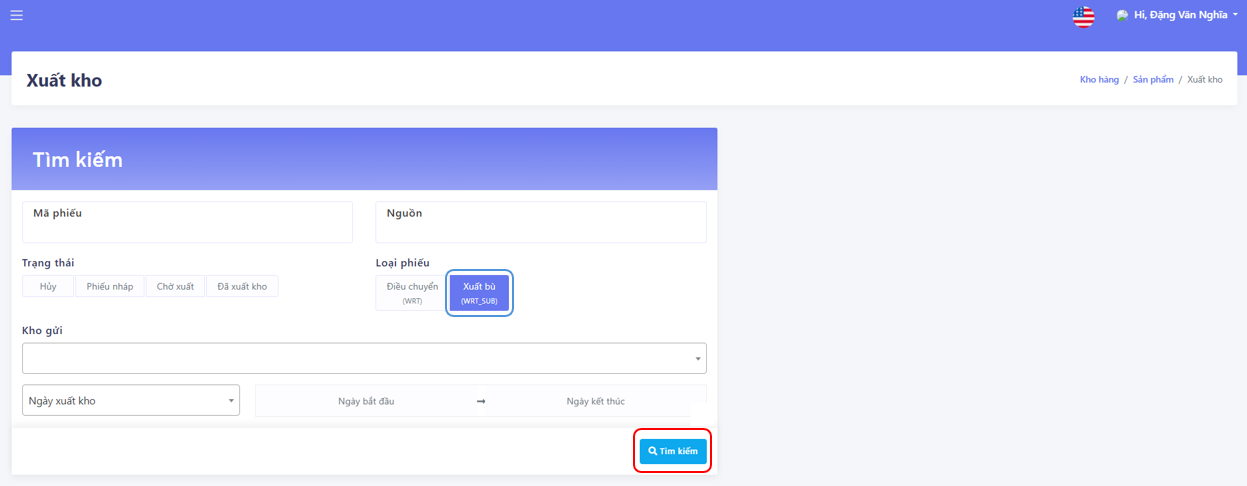 Hi, Đặng Văn Nghĩa
Xuất kho
Kho hàng / Sản phẩm / Xuất kho
Tìm kiếm
Mã phiếu
Nguồn
Trạng thái
Hủy
Phiếu nháp
Chờ xuất
Đã xuất kho
Loại phiếu
Điều chuyển
(WRT)
Xuất bù
(WRT_SUB)
Kho gửi
Ngày xuất kho
Ngày bắt đầu
Ngày kết thúc
Tìm kiếm